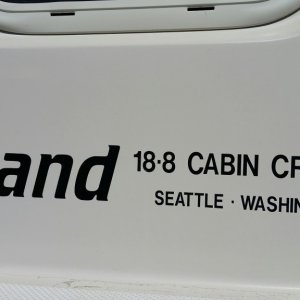 and 18·8 CABIN CR
SEATTLE · WASHIN